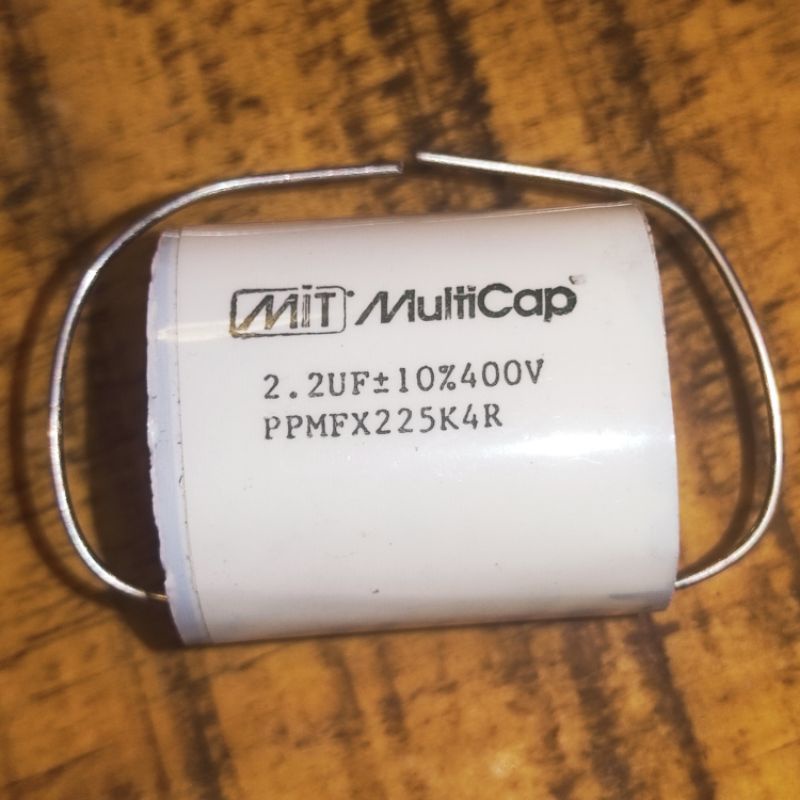 MIT MultiCap
2.2UF±10%400V
PPMFX225K4R